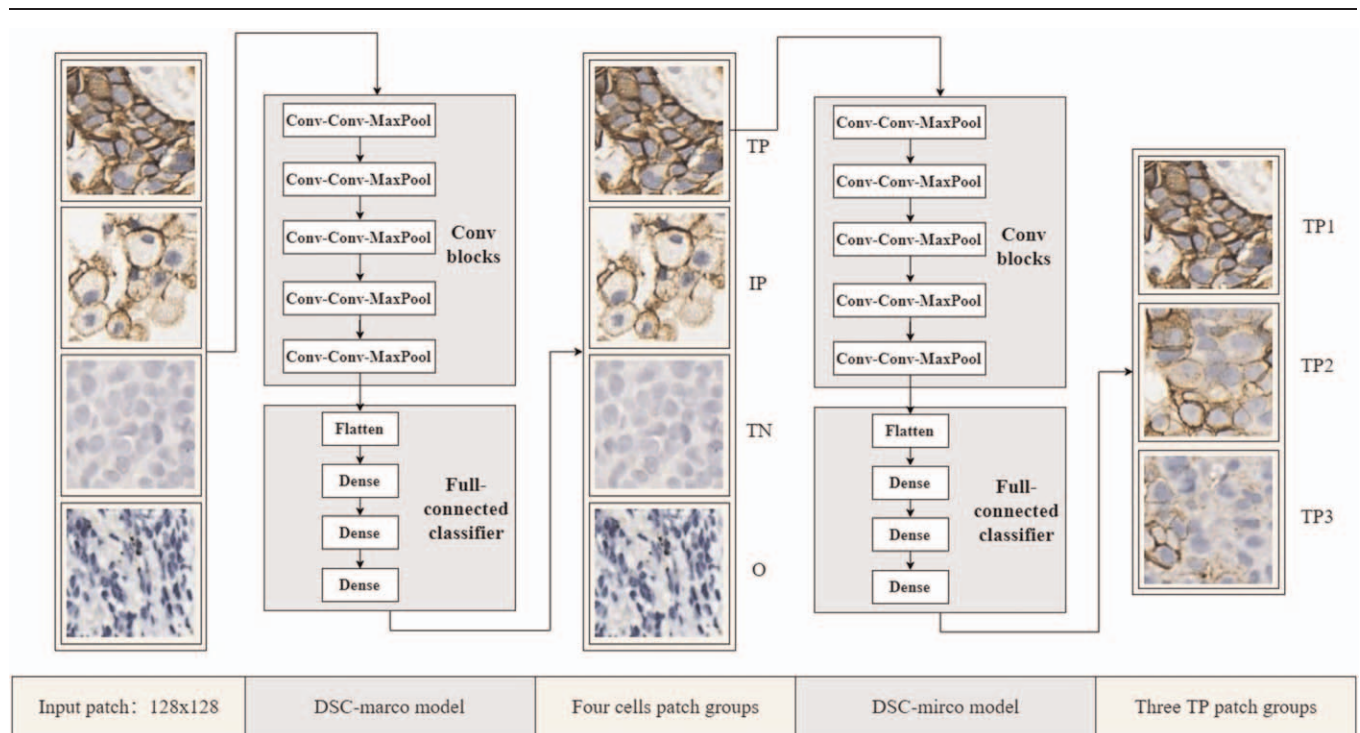 Conv-Conv-MaxPool
Conv-Conv-MaxPool
Conv-Conv-MaxPool
Conv-Conv-MaxPool
Conv-Conv-MaxPool
Conv
blocks
Flatten
Dense
Dense
Dense
Full-
connected
classifier
TP
IP
TN
O
Conv-Conv-MaxPool
Conv-Conv-MaxPool
Conv-Conv-MaxPool
Conv-Conv-MaxPool
Conv-Conv-MaxPool
Conv
blocks
Flatten
Dense
Dense
Dense
Full-
connected
classifier
TP1
TP2
TP3
Input patch: 128x128
DSC-marco model
Four cells patch groups
DSC-mirco model
Three TP patch groups